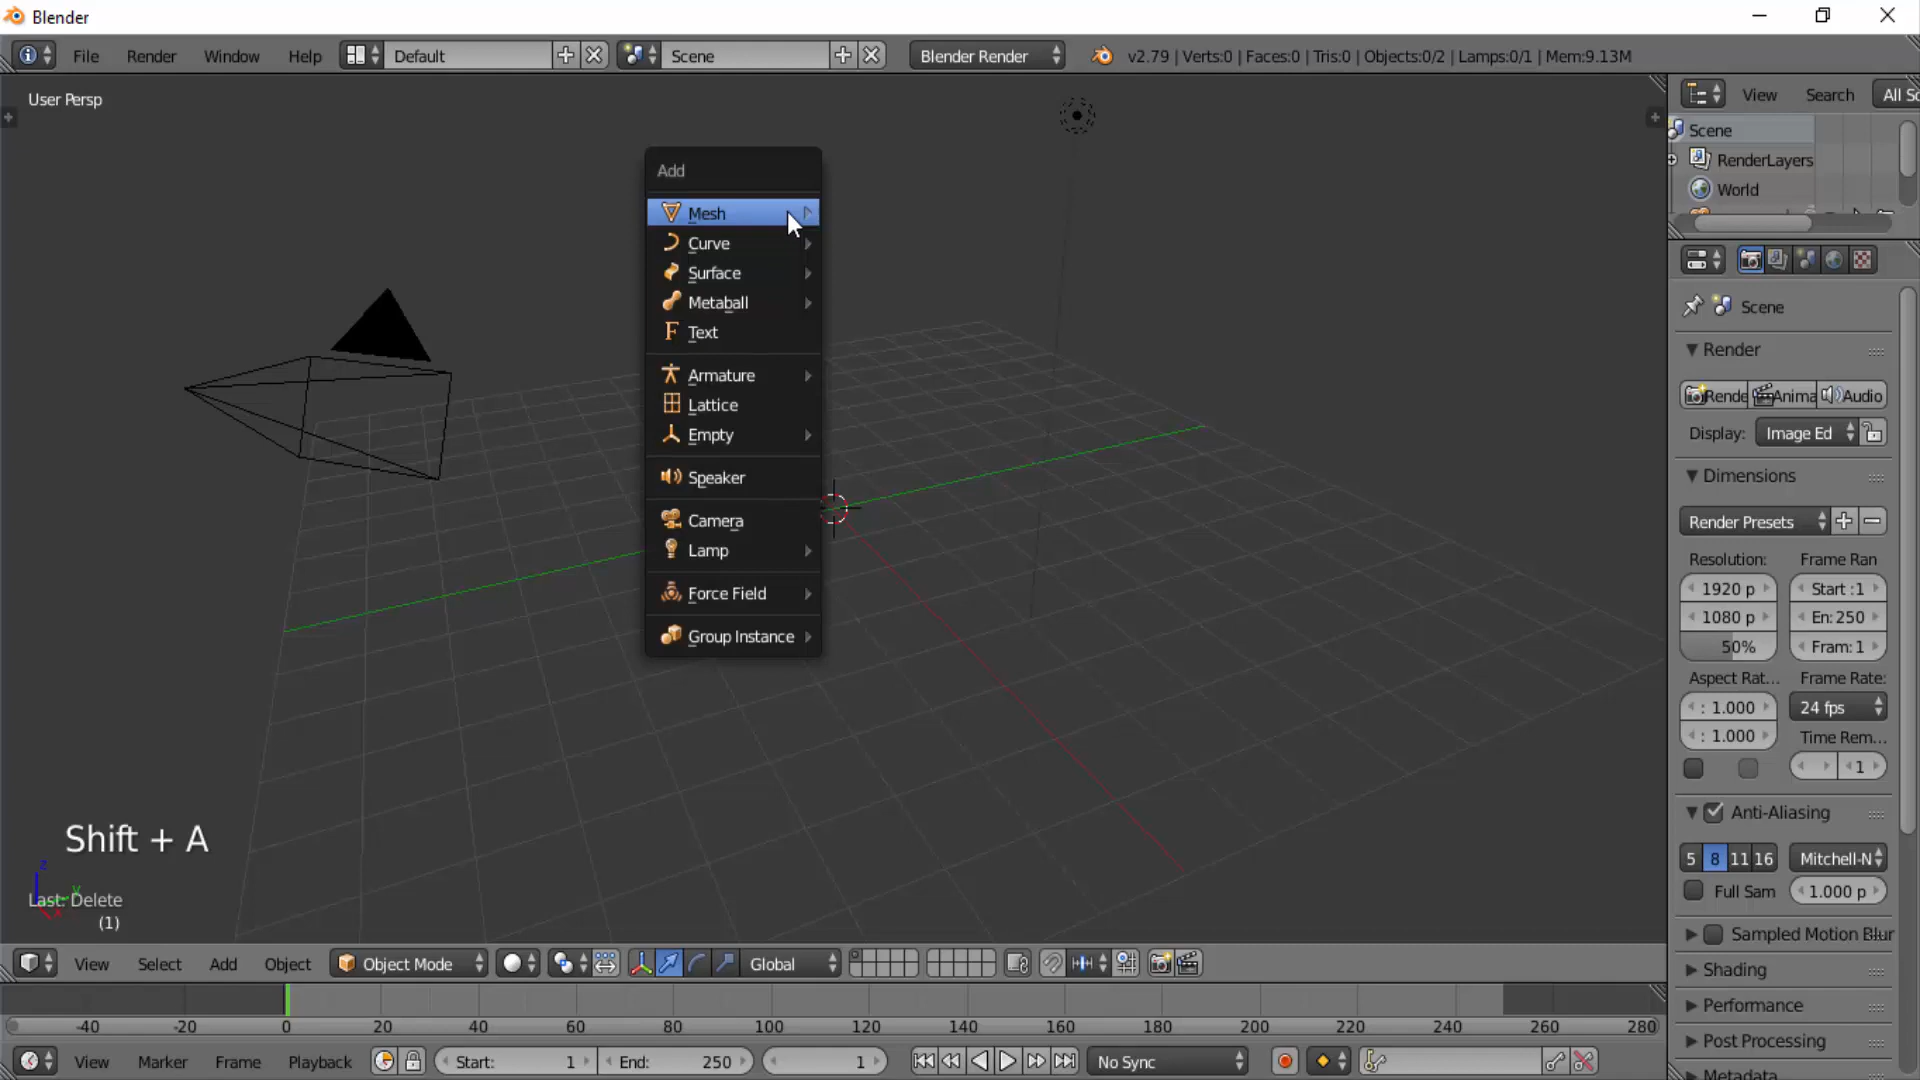 Blender
File Render Window Help Default Scene Blender Render v2.79 | Verts:0 | Faces:0 | Tris:0 | Objects:0/2 | Lamps:0/1 | Mem:9.13M
User Persp
Add
Mesh
Curve
Surface
Metaball
Text
Armature
Lattice
Empty
Speaker
Camera
Lamp
Force Field
Group Instance
Shift + A
z
y
x
Last: Delete
(1)
View Search All Sc
Scene
RenderLayers
World
Scene
Render
Rende Anima Audio
Display: Image Ed
Dimensions
Render Presets
Resolution: Frame Ran
1920 p Start :1
1080 p En: 250
50% Fram: 1
Aspect Rat... Frame Rate:
: 1.000 24 fps
: 1.000 Time Rem...
1
Anti-Aliasing
5 8 11 16 Mitchell-N
Full Sam 1.000 p
Sampled Motion Blur
Shading
Performance
Post Processing
Metadata
View Select Add Object Object Mode Global
-40 -20 0 20 40 60 80 100 120 140 160 180 200 220 240 260 280
View Marker Frame Playback Start: 1 End: 250 1 No Sync